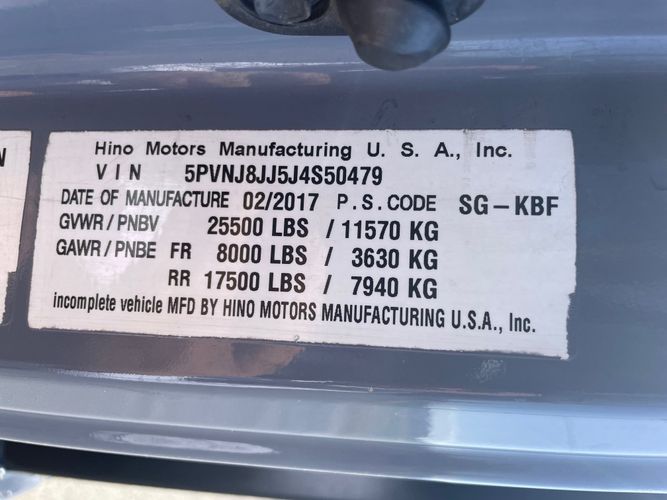 N
Hino Motors Manufacturing U. S. A., Inc.
V I N 5PVNJ8JJ5J4S50479
DATE OF MANUFACTURE 02/2017 P.S. CODE SG-KBF
GVWR/PNBV 25500 LBS / 11570 KG
GAWR/PNBE FR 8000 LBS / 3630 KG
RR 17500 LBS / 7940 KG
incomplete vehicle MFD BY HINO MOTORS MANUFACTURING U.S.A., Inc.